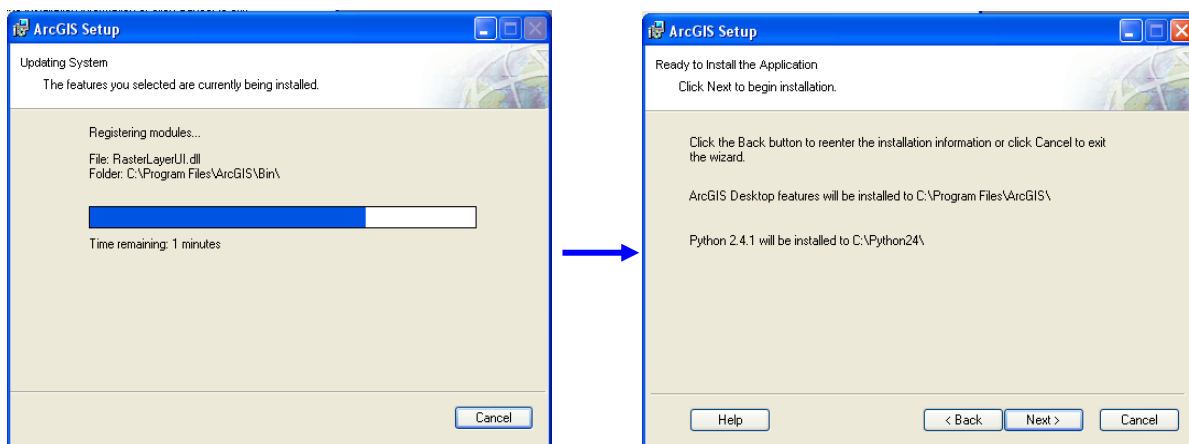 ArcGIS Setup
Updating System
The features you selected are currently being installed.
Registering modules...
File: RasterLayerUI.dll
Folder: C:\Program Files\ArcGIS\Bin\
Time remaining: 1 minutes
Cancel
ArcGIS Setup
Ready to Install the Application
Click Next to begin installation.
Click the Back button to reenter the installation information or click Cancel to exit
the wizard.
ArcGIS Desktop features will be installed to C:\Program Files\ArcGIS\
Python 2.4.1 will be installed to C:\Python24\
Help
< Back
Next >
Cancel